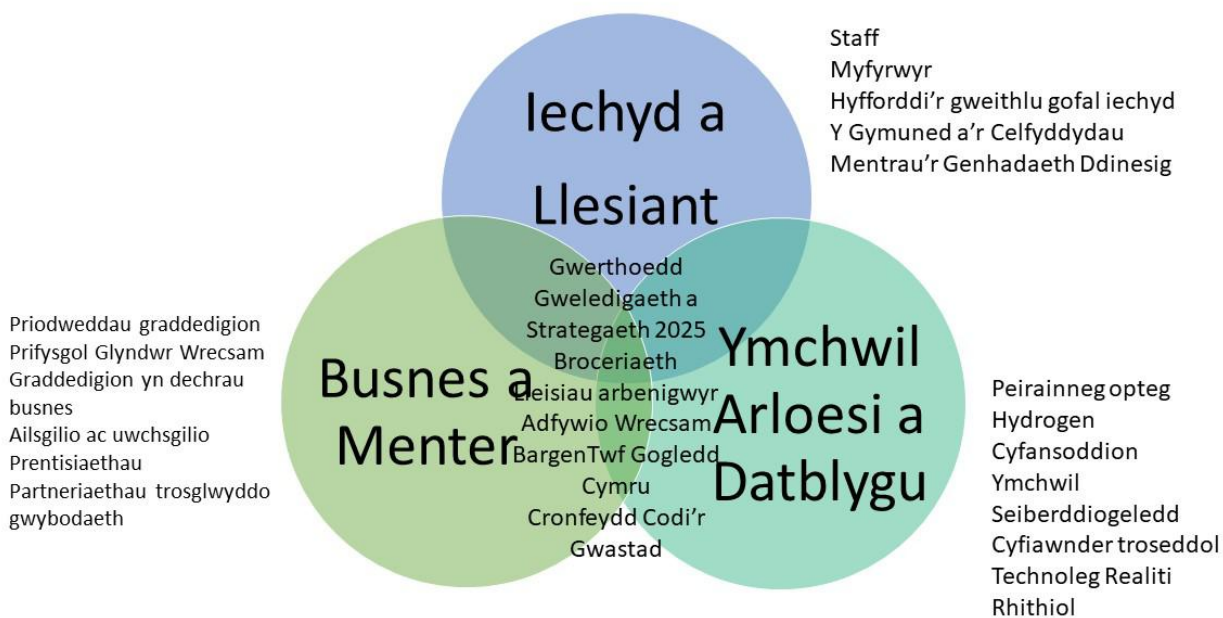 Staff
Myfyrwyr
Hyfforddi’r gweithlu gofal iechyd
Y Gymuned a’r Celfyddydau
Mentrau'r Genhadaeth Ddinesig
Iechyd a
Llesiant
Gwerthoedd
Gweledigaeth a
Strategaeth 2025
Broceriaeth
Lleisiau arbenigwyr
Adfywio Wrecsam
BargenTwf Gogledd
Cymru
Cronfeydd Codi’r
Gwastad
Priodweddau graddedigion
Prifysgol Glyndwr Wrecsam
Graddedigion yn dechrau
busnes
Ailsgilio ac uwchsgilio
Prentisiaethau
Partneriaethau trosglwyddo
gwybodaeth
Busnes a
Menter
Ymchwil
Arloesi a
Datblygu
Peirainneg opteg
Hydrogen
Cyfansoddion
Ymchwil
Seiberddiogeledd
Cyfiawnder troseddol
Technoleg Realiti
Rhithiol